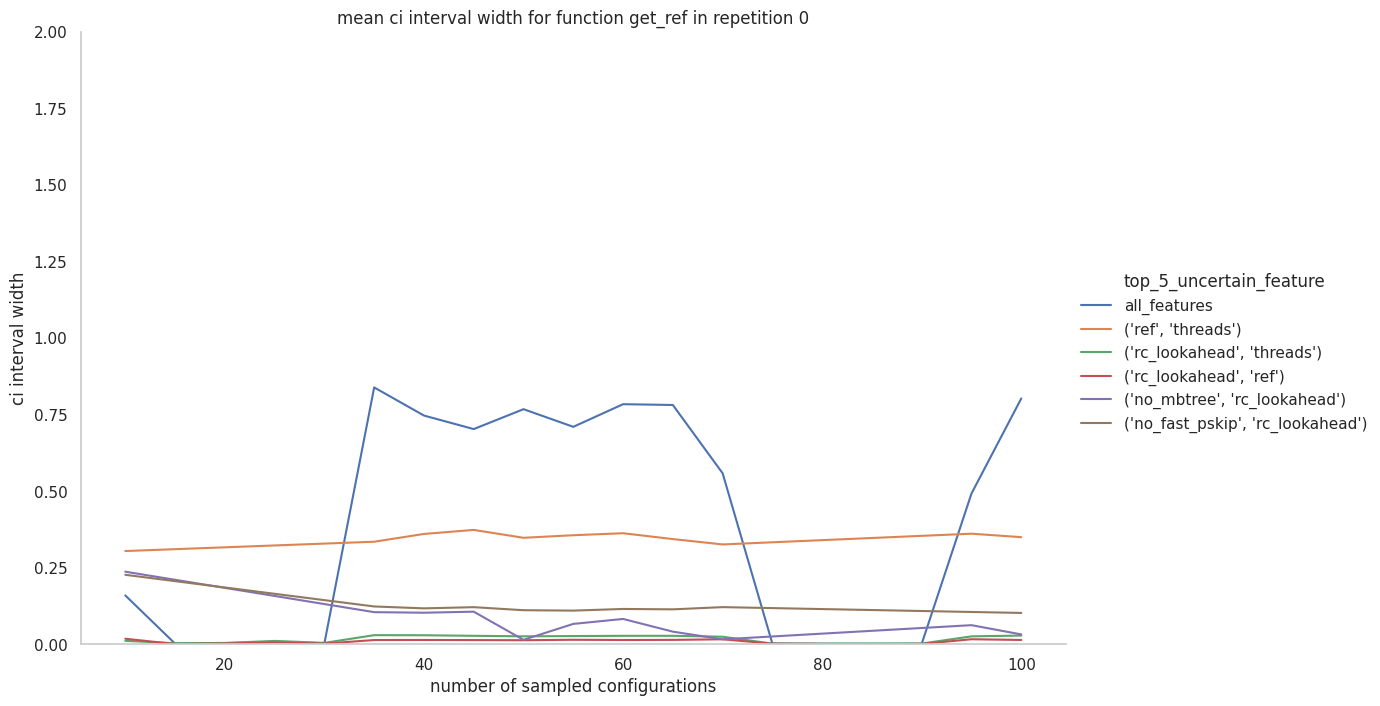 mean ci interval width for function get_ref in repetition 0
2.00
1.75
1.50
1.25
1.00
0.75
0.50
0.25
0.00
ci interval width
20
40
60
80
100
number of sampled configurations
top_5_uncertain_feature
all_features
('ref', 'threads')
('rc_lookahead', 'threads')
('rc_lookahead', 'ref')
('no_mbtree', 'rc_lookahead')
('no_fast_pskip', 'rc_lookahead')